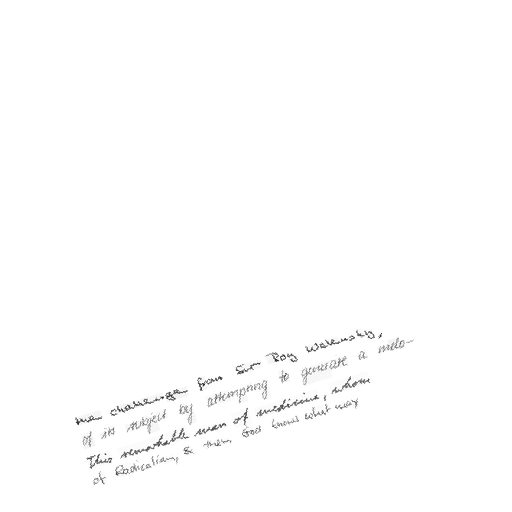 the challenge from Sir Roy Welensky,
of its subject by attempting to generate a melo-
This remarkable man of medicine, whom
of Radicalism, & then God knows what way